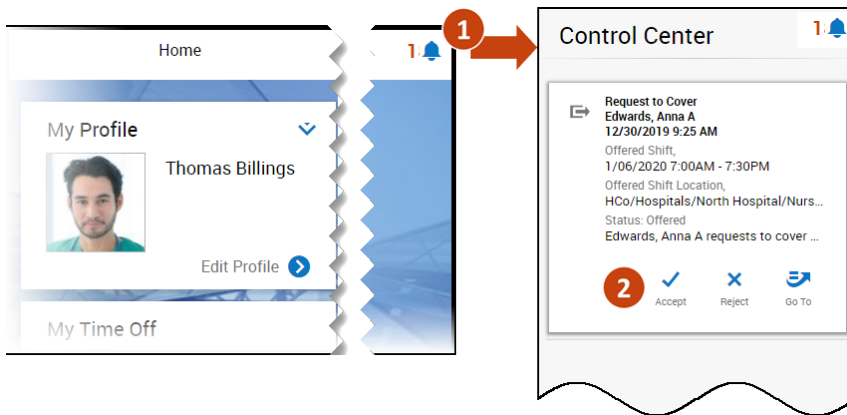 Home
1
1
My Profile
Thomas Billings
Edit Profile
My Time Off
Control Center
1
Request to Cover
Edwards, Anna A
12/30/2019 9:25 AM
Offered Shift,
1/06/2020 7:00AM - 7:30PM
Offered Shift Location,
HCo/Hospitals/North Hospital/Nurs...
Status: Offered
Edwards, Anna A requests to cover ...
2
Accept
Reject
Go To